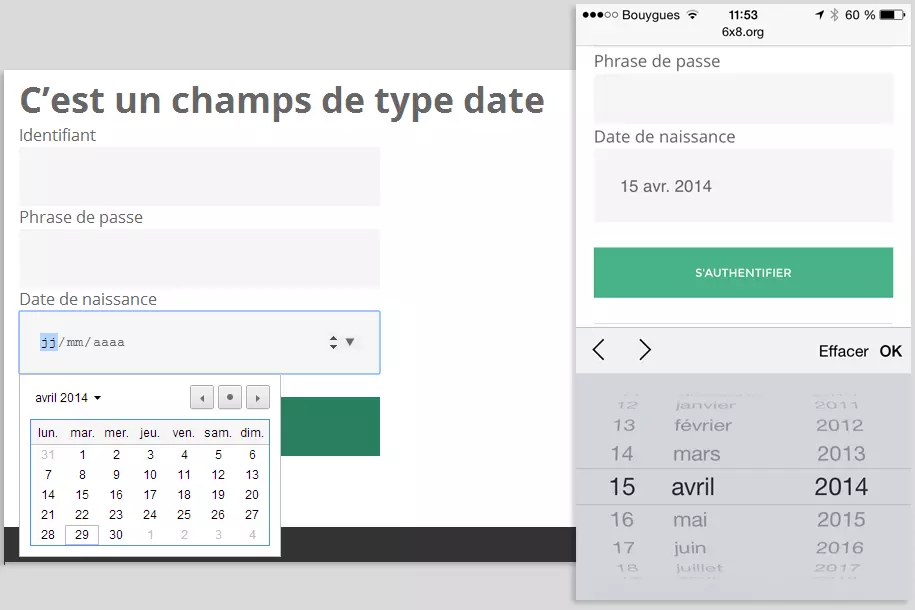 C’est un champs de type date
Identifiant
Phrase de passe
Date de naissance
jj/mm/aaaa
avril 2014
lun. mar. mer. jeu. ven. sam. dim.
31 1 2 3 4 5 6
7 8 9 10 11 12 13
14 15 16 17 18 19 20
21 22 23 24 25 26 27
28 29 30 1 2 3 4
Bouygues 11:53 60 %
6x8.org
Phrase de passe
Date de naissance
15 avr. 2014
S'AUTHENTIFIER
Effacer OK
12 janvier 2011
13 février 2012
14 mars 2013
15 avril 2014
16 mai 2015
17 juin 2016
18 juillet 2017